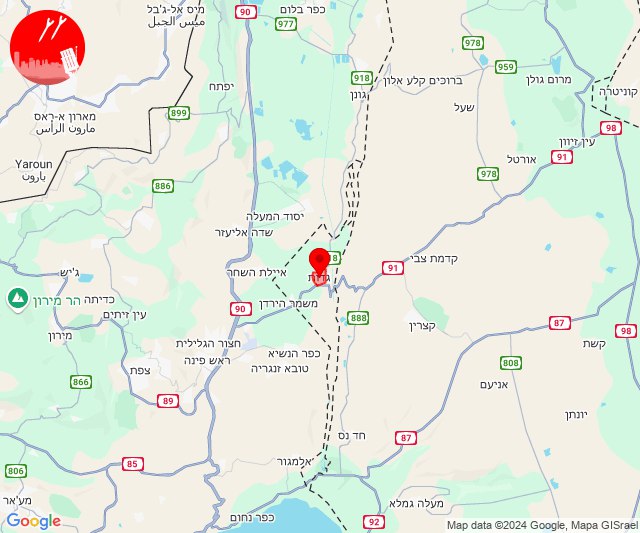 מיס אל-ג'בל
ميس الجبل
90
כפר בלום
977
978
959
918
ברוכים קלע אלון
מרום גולן
קוניטרה
יפתח
גונן
899
מארון א-ראס
مارون الرأس
שעל
98
עין זיוון
Yaroun
يارون
אורטל
91
978
886
יסוד המעלה
שדה אליעזר
קדמת צבי
91
ג'יש
איילת השחר
גדות
הר מירון
כדיתה
90
משמר הירדן
עין זיתים
888
קצרין
87
98
מירון
חצור הגלילית
ראש פינה
כפר הנשיא
טובא זנגריה
קשת
צפת
866
808
אניעם
89
יונתן
חד נס
87
806
85
אלמגור
מע'אר
מעלה גמלא
כפר נחום
92
Google
Map data ©2024 Google, Mapa GISrael